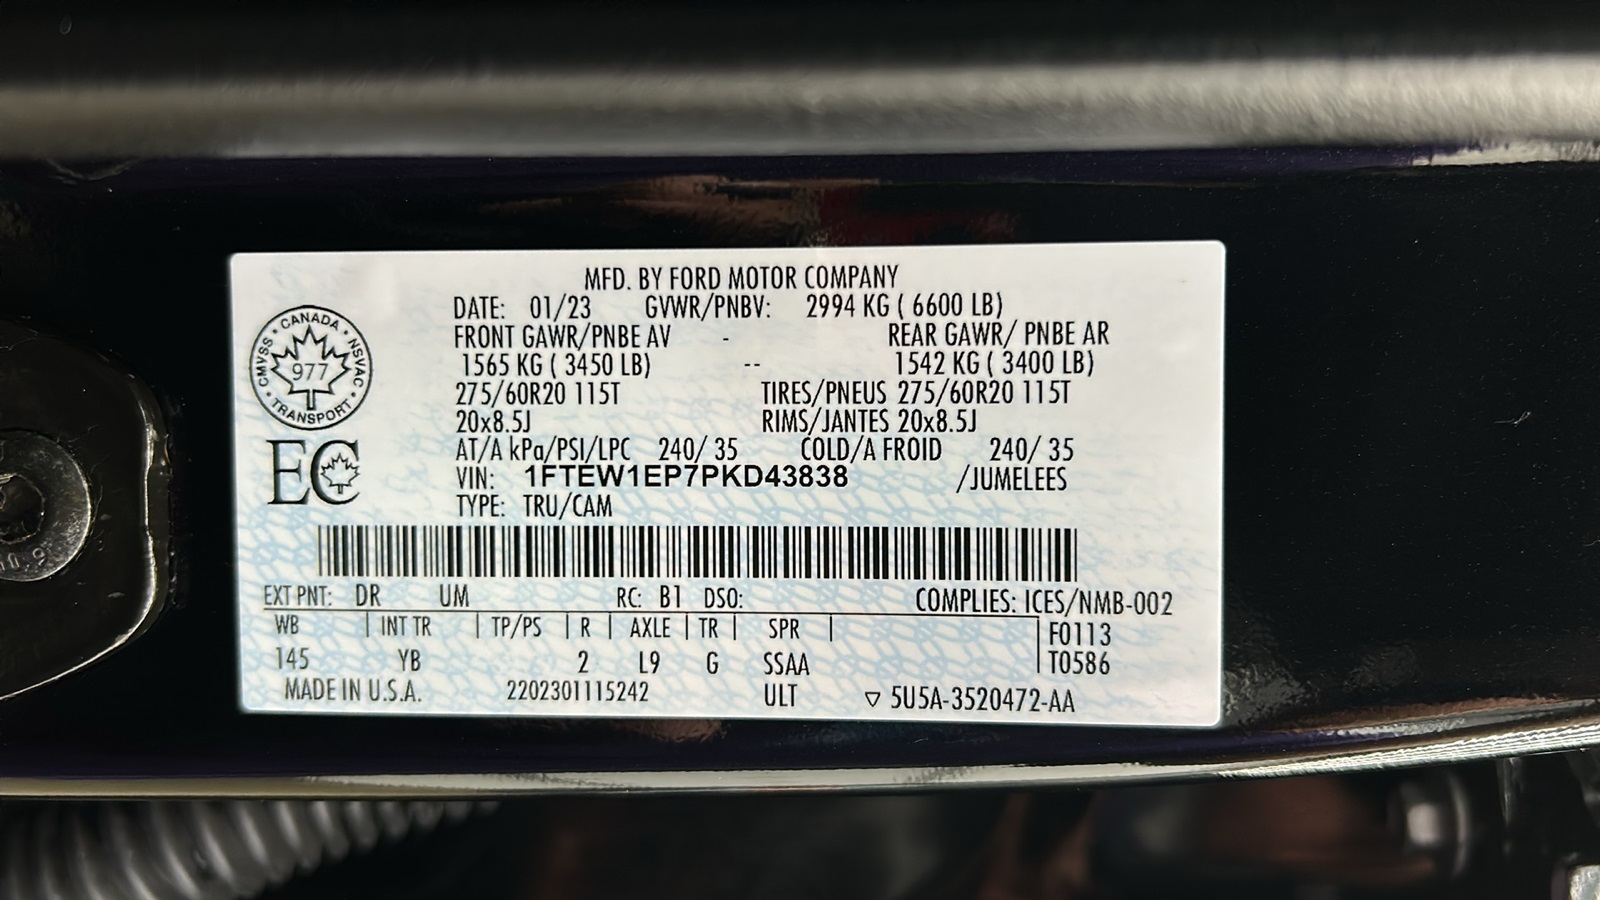 MFD. BY FORD MOTOR COMPANY
DATE: 01/23 GVWR/PNBV: 2994 KG ( 6600 LB)
FRONT GAWR/PNBE AV - REAR GAWR/ PNBE AR
1565 KG ( 3450 LB) -- 1542 KG ( 3400 LB)
275/60R20 115T TIRES/PNEUS 275/60R20 115T
20x8.5J RIMS/JANTES 20x8.5J
AT/A kPa/PSI/LPC 240/ 35 COLD/A FROID 240/ 35
VIN: 1FTEW1EP7PKD43838 /JUMELEES
TYPE: TRU/CAM
CANADA
CMVSS 977 NSVAC
TRANSPORT
EC
EXT PNT: DR UM RC: B1 DSO: COMPLIES: ICES/NMB-002
WB | INT TR | TP/PS | R | AXLE | TR | SPR | F0113
145 YB 2 L9 G SSAA T0586
MADE IN U.S.A. 2202301115242 ULT ▽ 5U5A-3520472-AA